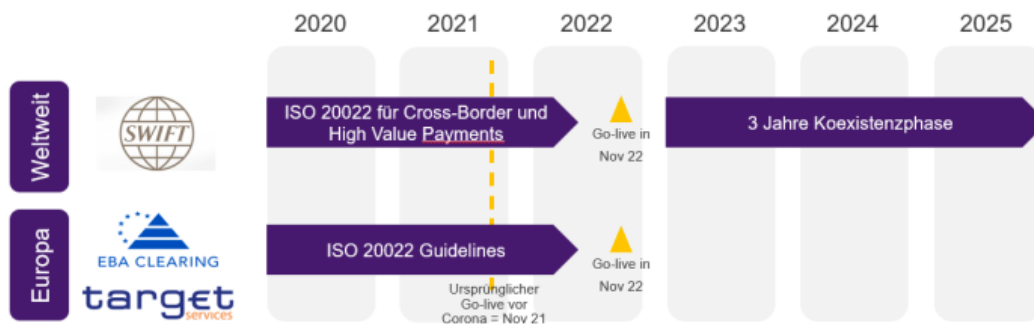 2020 2021 2022 2023 2024 2025
Weltweit
SWIFT
ISO 20022 für Cross-Border und
High Value Payments
Go-live in
Nov 22
3 Jahre Koexistenzphase
Europa
EBA CLEARING
target
services
ISO 20022 Guidelines
Go-live in
Nov 22
Ursprünglicher
Go-live vor
Corona = Nov 21